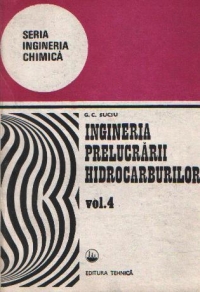 SERIA
INGINERIA
CHIMICĂ
G. C. SUCIU
INGINERIA
PRELUCRĂRII
HIDROCARBURILOR
vol.4
EDITURA TEHNICĂ